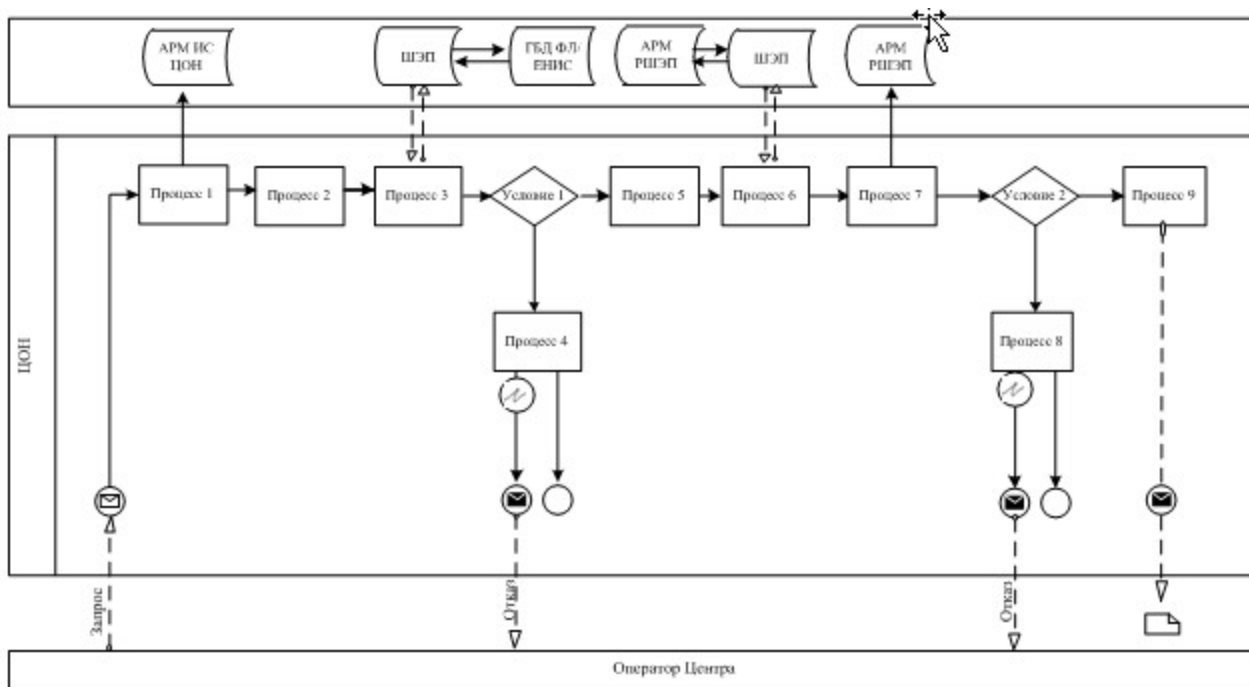 АРМ ИС
ЦОН
ШЭП
ГБД ФЛ/
ЕНИС
АРМ
РШЭП
ШЭП
АРМ
РШЭП
ЦОН
Процесс 1
Процесс 2
Процесс 3
Условие 1
Процесс 5
Процесс 6
Процесс 7
Условие 2
Процесс 9
Процесс 4
Процесс 8
Запрос
Отказ
Отказ
Оператор Центра